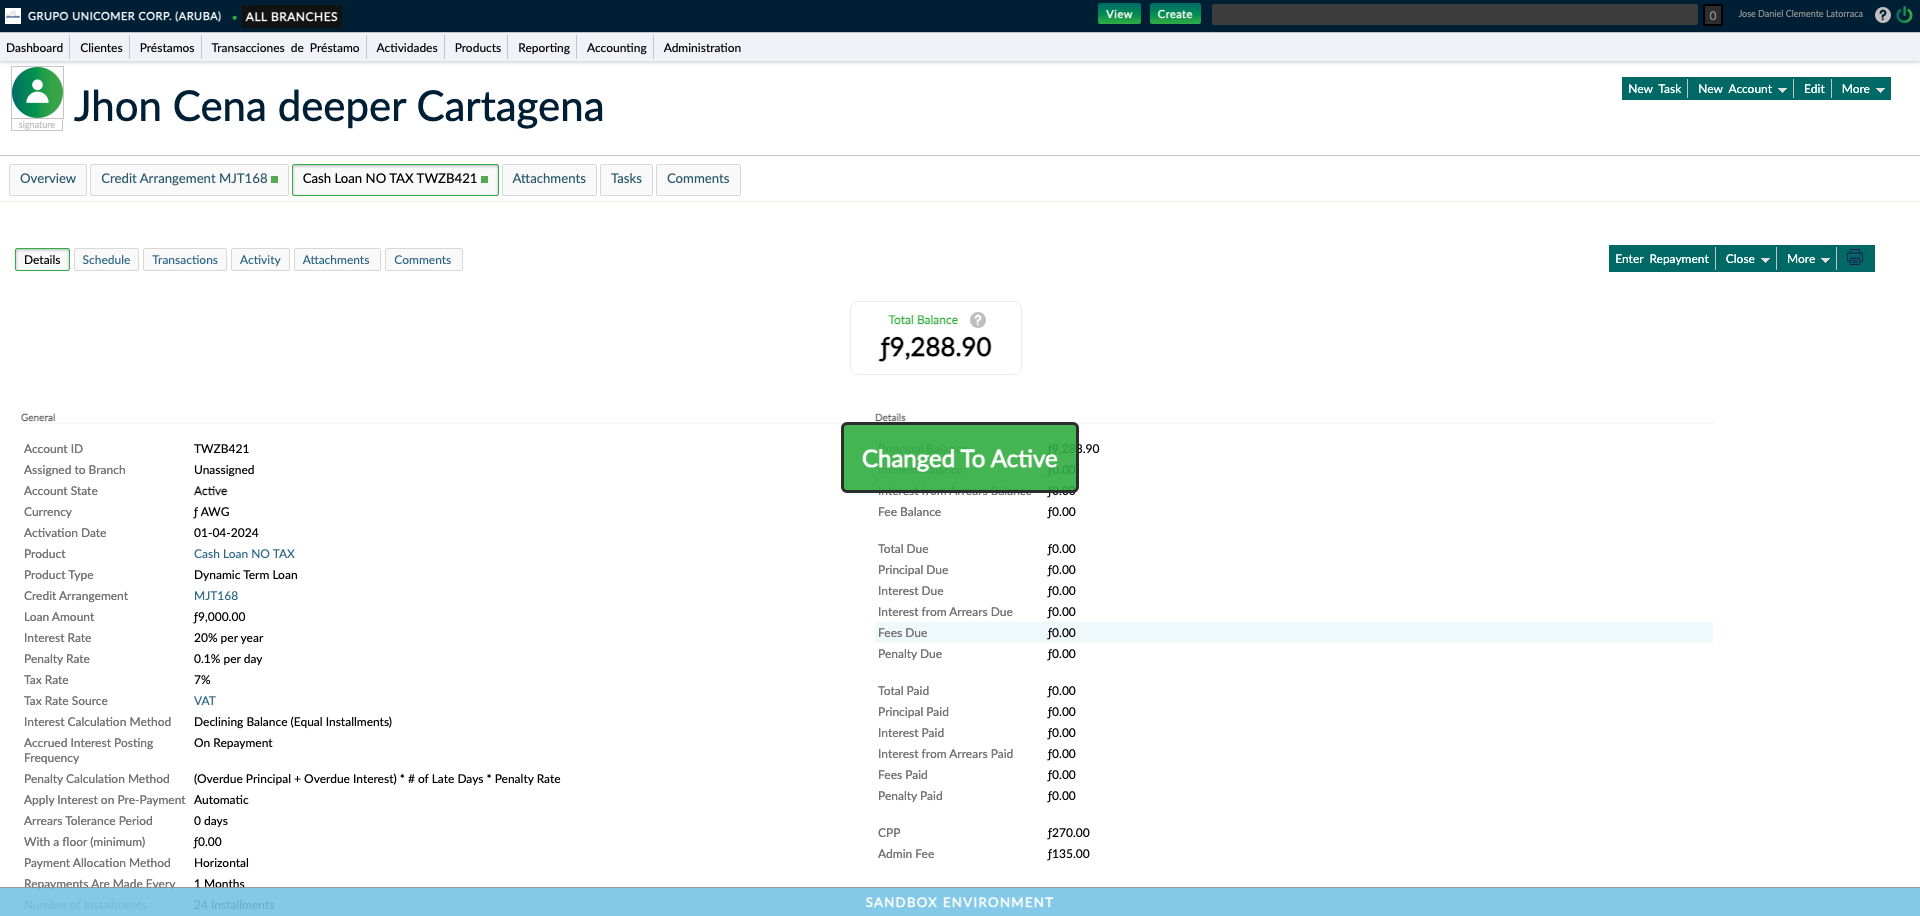 GRUPO UNICOMER CORP. (ARUBA) • ALL BRANCHES View Create 0 Jose Daniel Clemente Latorraca ?
Dashboard Clientes Préstamos Transacciones de Préstamo Actividades Products Reporting Accounting Administration
signature
Jhon Cena deeper Cartagena
New Task New Account Edit More
Overview Credit Arrangement MJT168 Cash Loan NO TAX TWZB421 Attachments Tasks Comments
Details Schedule Transactions Activity Attachments Comments
Enter Repayment Close More
Total Balance ?
ƒ9,288.90
General
Account ID TWZB421
Assigned to Branch Unassigned
Account State Active
Currency ƒ AWG
Activation Date 01-04-2024
Product Cash Loan NO TAX
Product Type Dynamic Term Loan
Credit Arrangement MJT168
Loan Amount ƒ9,000.00
Interest Rate 20% per year
Penalty Rate 0.1% per day
Tax Rate 7%
Tax Rate Source VAT
Interest Calculation Method Declining Balance (Equal Installments)
Accrued Interest Posting Frequency On Repayment
Penalty Calculation Method (Overdue Principal + Overdue Interest) * # of Late Days * Penalty Rate
Apply Interest on Pre-Payment Automatic
Arrears Tolerance Period 0 days
With a floor (minimum) ƒ0.00
Payment Allocation Method Horizontal
Repayments Are Made Every 1 Months
Number of Installments 24 Installments
Details
Principal Balance ƒ9,288.90
Changed To Active
ƒ0.00
Interest from Arrears Balance ƒ0.00
Fee Balance ƒ0.00
Total Due ƒ0.00
Principal Due ƒ0.00
Interest Due ƒ0.00
Interest from Arrears Due ƒ0.00
Fees Due ƒ0.00
Penalty Due ƒ0.00
Total Paid ƒ0.00
Principal Paid ƒ0.00
Interest Paid ƒ0.00
Interest from Arrears Paid ƒ0.00
Fees Paid ƒ0.00
Penalty Paid ƒ0.00
CPP ƒ270.00
Admin Fee ƒ135.00
SANDBOX ENVIRONMENT